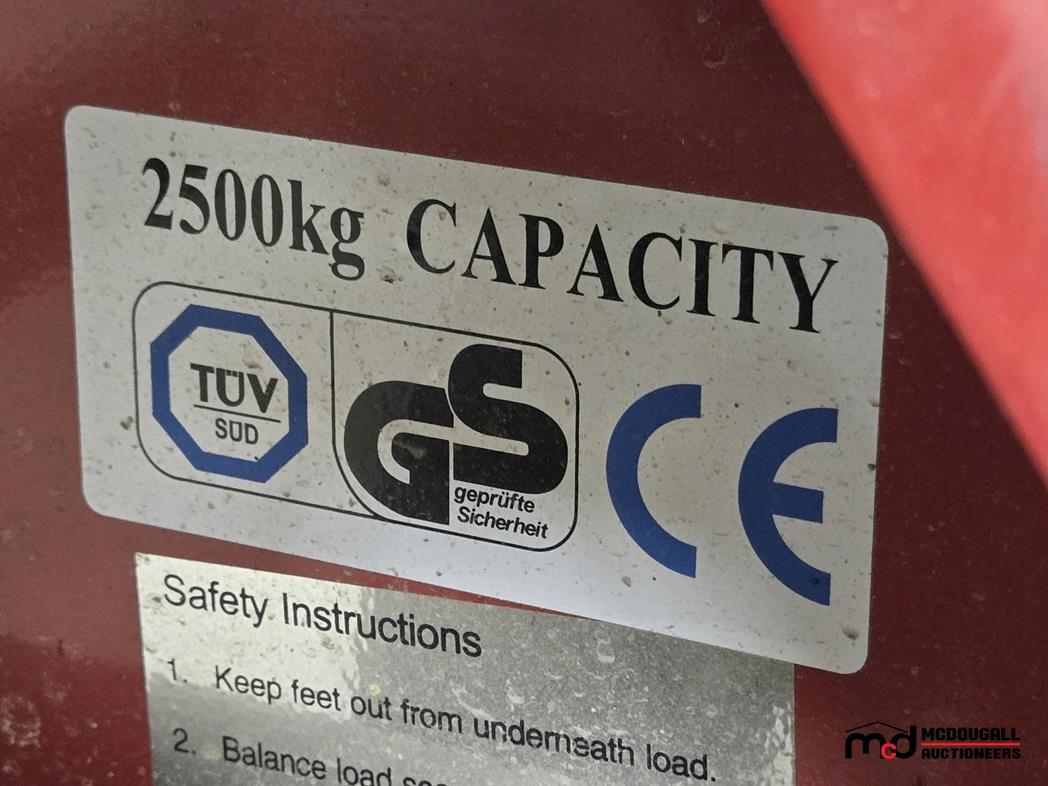 2500kg CAPACITY
TÜV
SÜD
GS
geprüfte
Sicherheit
CE
Safety Instructions
1. Keep feet out from underneath load.
2. Balance load
mcd MCDOUGALL
AUCTIONEERS